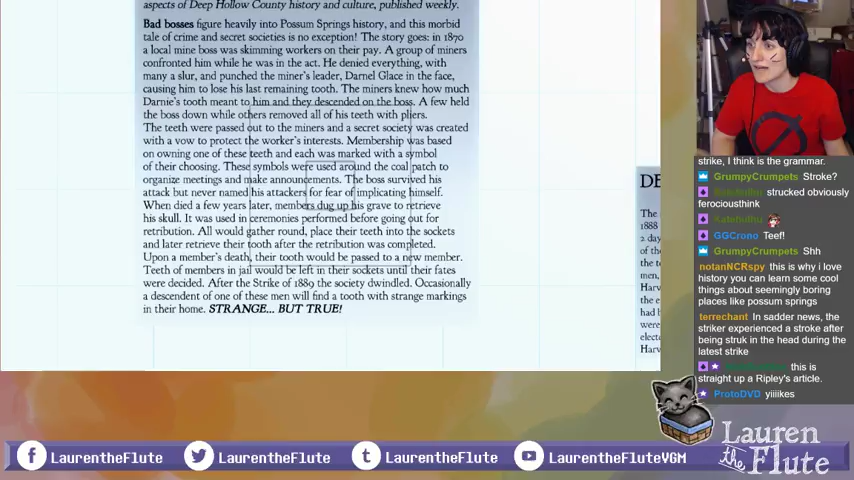 aspects of Deep Hollow County history and culture, published weekly.
Bad bosses figure heavily into Possum Springs history, and this morbid
tale of crime and secret societies is no exception! The story goes: in 1870
a local mine boss was skimming workers on their pay. A group of miners
confronted him while he was in the act. He denied everything, with
many a slur, and punched the miner's leader, Darnel Glace in the face,
causing him to lose his last remaining tooth. The miners knew how much
Darnie's tooth meant to him and they descended on the boss. A few held
the boss down while others removed all of his teeth with pliers.
The teeth were passed out to the miners and a secret society was created
with a vow to protect the worker's interests. Membership was based
on owning one of these teeth and each was marked with a symbol
of their choosing. These symbols were used around the coal patch to
organize meetings and make announcements. The boss survived his
attack but never named his attackers for fear of implicating himself.
When died a few years later, members dug up his grave to retrieve
his skull. It was used in ceremonies performed before going out for
retribution. All would gather round, place their teeth into the sockets
and later retrieve their tooth after the retribution was completed.
Upon a member's death, their tooth would be passed to a new member.
Teeth of members in jail would be left in their sockets until their fates
were decided. After the Strike of 1889 the society dwindled. Occasionally
a descendent of one of these men will find a tooth with strange markings
in their home. STRANGE... BUT TRUE!
DE
The
1888
2 day
of the
the to
men,
Harv
the e
had b
were
elect
Harv
strike, I think is the grammar.
GrumpyCrumpets Stroke?
strucked obviously
ferociousthink
GGCrono Teef!
GrumpyCrumpets Shh
notanNCRspy this is why i love
history you can learn some cool
things about seemingly boring
places like possum springs
terrechant In sadder news, the
striker experienced a stroke after
being struk in the head during the
latest strike
this is
straight up a Ripley's article.
ProtoDVD yiiiikes
Lauren
the Flute
LaurentheFlute
LaurentheFlute
LaurentheFlute
LaurentheFluteVGM